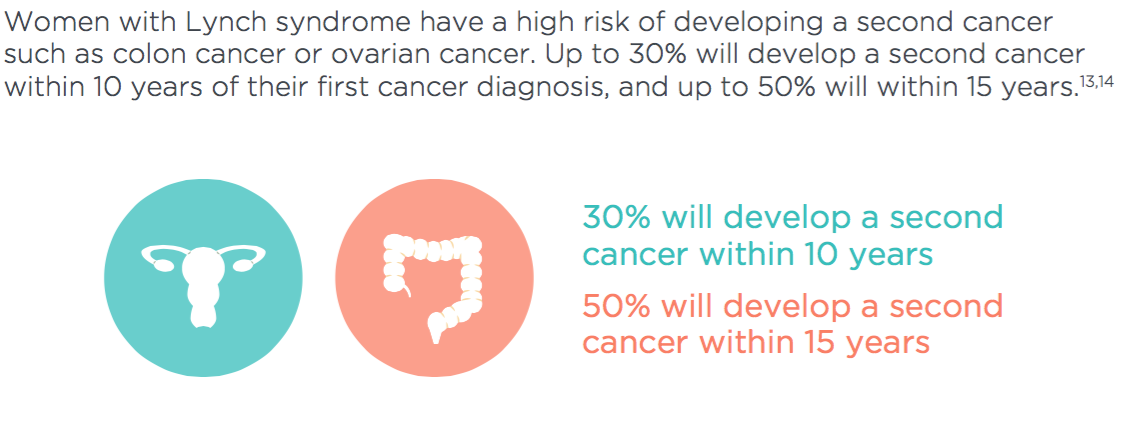 Women with Lynch syndrome have a high risk of developing a second cancer
such as colon cancer or ovarian cancer. Up to 30% will develop a second cancer
within 10 years of their first cancer diagnosis, and up to 50% will within 15 years.13,14
30% will develop a second
cancer within 10 years
50% will develop a second
cancer within 15 years